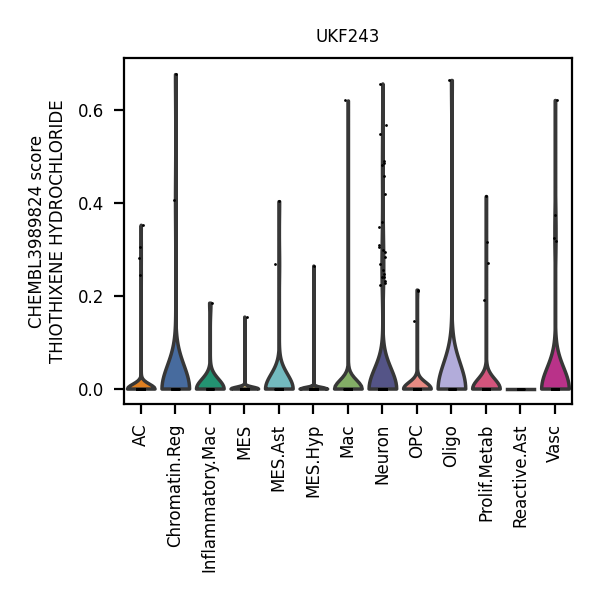 UKF243
CHEMBL3989824 score
THIOTHIXENE HYDROCHLORIDE
0.6
0.4
0.2
0.0
AC
Chromatin.Reg
Inflammatory.Mac
MES
MES.Ast
MES.Hyp
Mac
Neuron
OPC
Oligo
Prolif.Metab
Reactive.Ast
Vasc